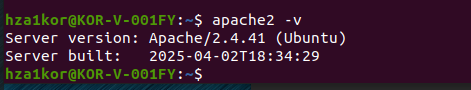 hza1kor@KOR-V-001FY:~$ apache2 -v
Server version: Apache/2.4.41 (Ubuntu)
Server built:   2025-04-02T18:34:29
hza1kor@KOR-V-001FY:~$